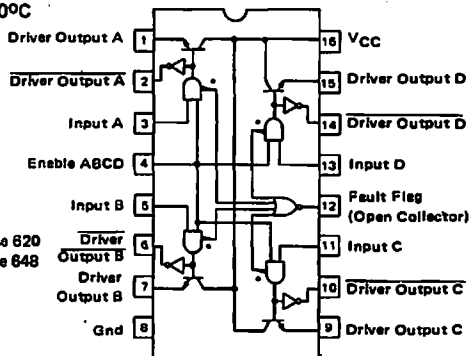 0°C
Driver Output A 1
Driver Output A 2
Input A 3
Enable ABCD 4
Input B 5
Driver Output B 6
Driver Output B 7
Gnd 8
e 620
e 648
16 VCC
15 Driver Output D
14 Driver Output D
13 Input D
12 Fault Flag
(Open Collector)
11 Input C
10 Driver Output C
9 Driver Output C